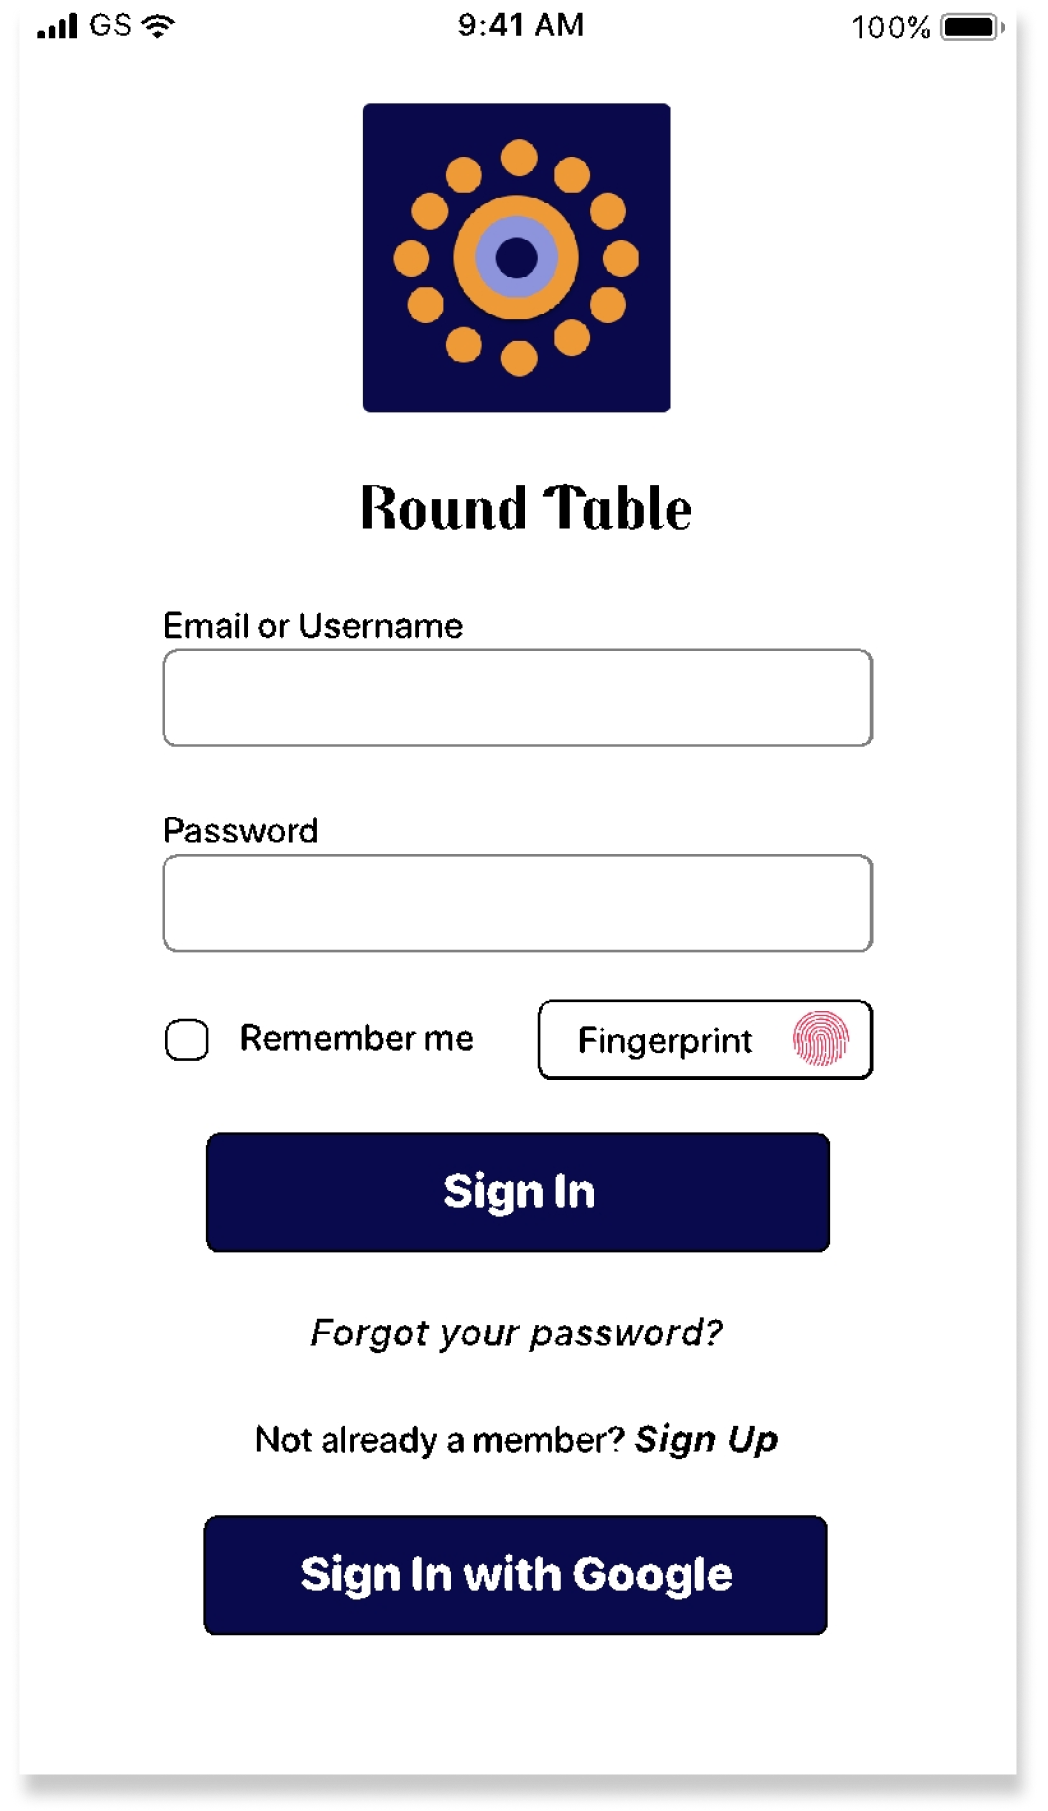 GS 9:41 AM 100%
Round Table
Email or Username
Password
Remember me Fingerprint
Sign In
Forgot your password?
Not already a member? Sign Up
Sign In with Google